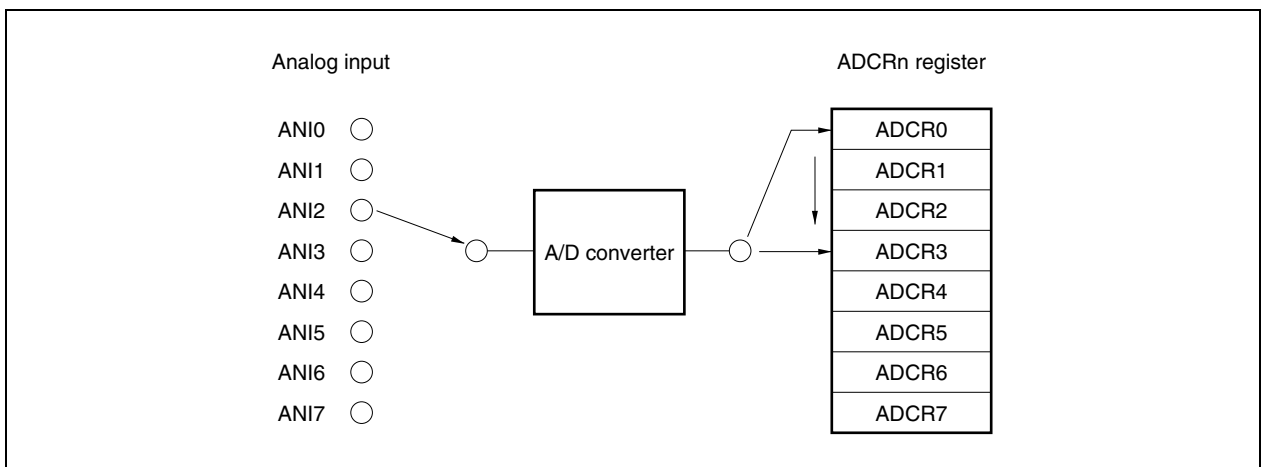 Analog input
ADCRn register
ANI0
ANI1
ANI2
ANI3
ANI4
ANI5
ANI6
ANI7
A/D converter
ADCR0
ADCR1
ADCR2
ADCR3
ADCR4
ADCR5
ADCR6
ADCR7